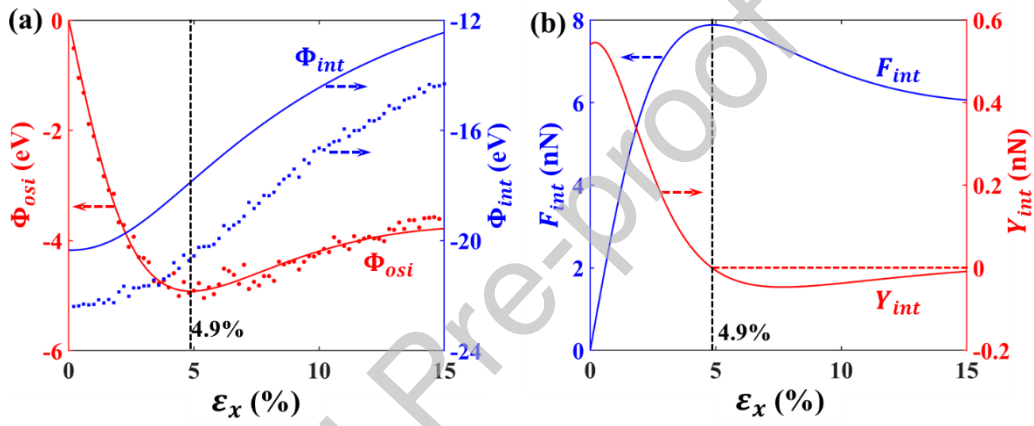 (a)
0
-2
-4
-6
Φosi (eV)
-12
-16
-20
-24
Φint (eV)
Φint
Φosi
4.9%
0
5
10
15
εx (%)
(b)
8
6
4
2
0
Fint (nN)
0.6
0.4
0.2
0
-0.2
Yint (nN)
Fint
Yint
4.9%
0
5
10
15
εx (%)
Pre-proof